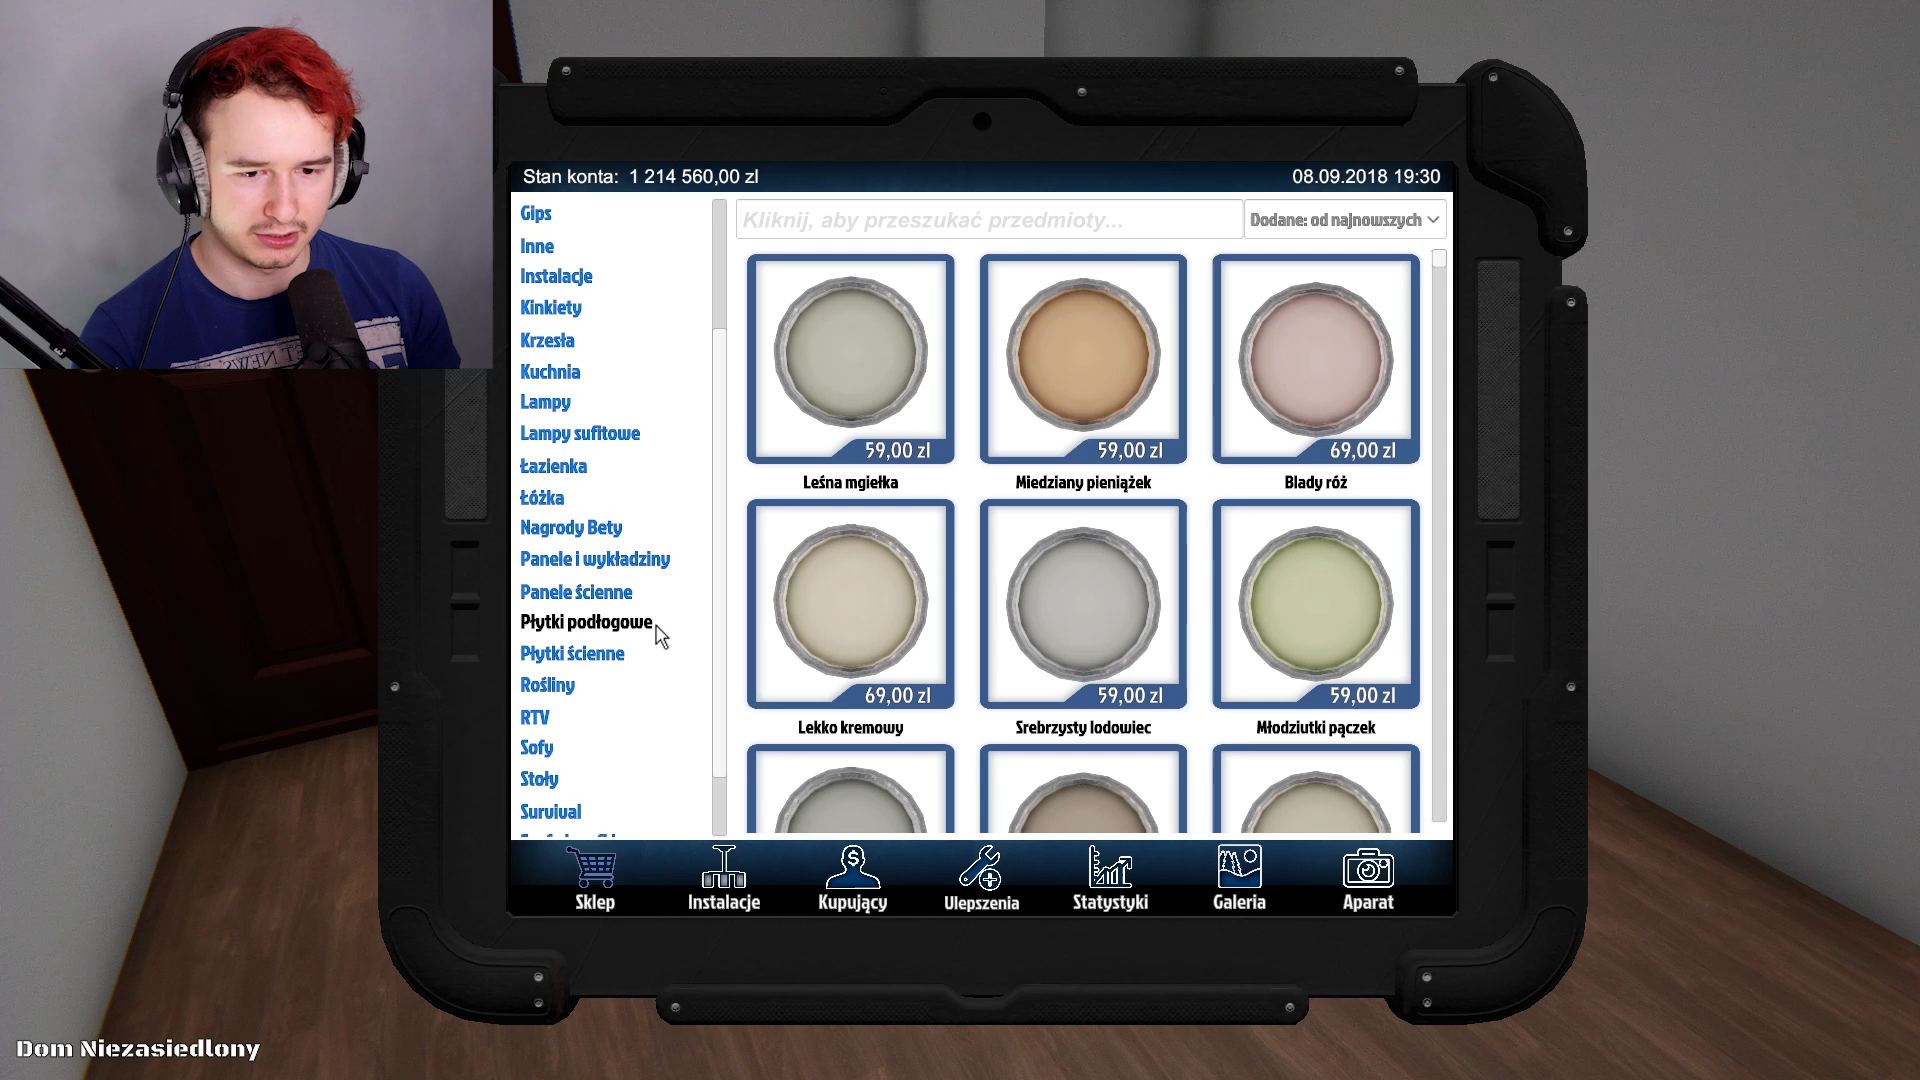 Stan konta: 1 214 560,00 zl
08.09.2018 19:30
Gips
Inne
Instalacje
Kinkiety
Krzesła
Kuchnia
Lampy
Lampy sufitowe
Łazienka
Łóżka
Nagrody Bety
Panele i wykładziny
Panele ścienne
Płytki podłogowe
Płytki ścienne
Rośliny
RTV
Sofy
Stoły
Survival
Kliknij, aby przeszukać przedmioty...
Dodane: od najnowszych
59,00 zl
59,00 zl
69,00 zl
Leśna mgiełka
Miedziany pieniążek
Blady róż
69,00 zl
59,00 zl
59,00 zl
Lekko kremowy
Srebrzysty lodowiec
Młodziutki pączek
Sklep
Instalacje
Kupujący
Ulepszenia
Statystyki
Galeria
Aparat
Dom Niezasiedlony